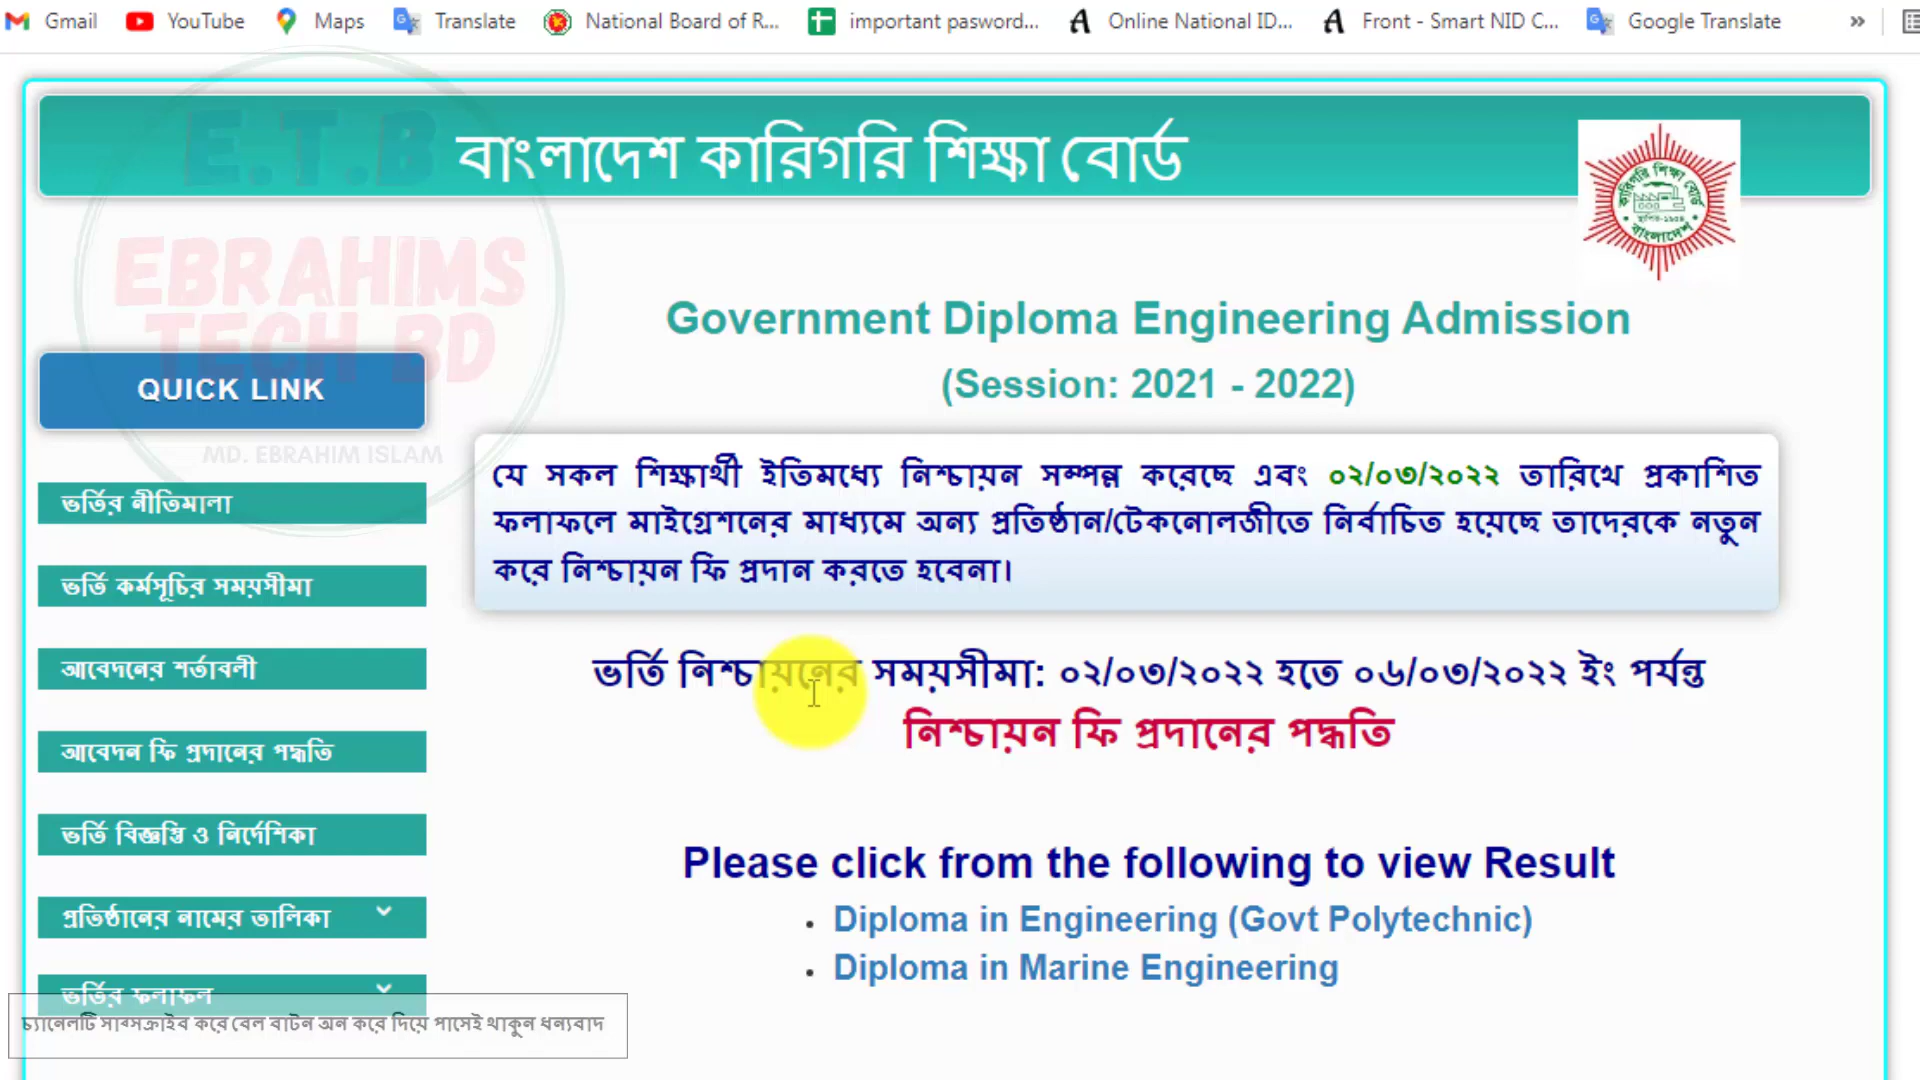 Gmail YouTube Maps Translate National Board of R... important pasword... Online National ID... Front - Smart NID C... Google Translate »
E.T.B
বাংলাদেশ কারিগরি শিক্ষা বোর্ড
কারিগরি শিক্ষা বোর্ড
বাংলাদেশ
EBRAHIMS
TECH BD
MD. EBRAHIM ISLAM
Government Diploma Engineering Admission
(Session: 2021 - 2022)
QUICK LINK
ভর্তির নীতিমালা
ভর্তি কর্মসূচির সময়সীমা
আবেদনের শর্তাবলী
আবেদন ফি প্রদানের পদ্ধতি
ভর্তি বিজ্ঞপ্তি ও নির্দেশিকা
প্রতিষ্ঠানের নামের তালিকা
ভর্তির ফলাফল
যে সকল শিক্ষার্থী ইতিমধ্যে নিশ্চায়ন সম্পন্ন করেছে এবং ০২/০৩/২০২২ তারিখে প্রকাশিত
ফলাফলে মাইগ্রেশনের মাধ্যমে অন্য প্রতিষ্ঠান/টেকনোলজীতে নির্বাচিত হয়েছে তাদেরকে নতুন
করে নিশ্চায়ন ফি প্রদান করতে হবেনা।
ভর্তি নিশ্চায়নের সময়সীমা: ০২/০৩/২০২২ হতে ০৬/০৩/২০২২ ইং পর্যন্ত
নিশ্চায়ন ফি প্রদানের পদ্ধতি
Please click from the following to view Result
Diploma in Engineering (Govt Polytechnic)
Diploma in Marine Engineering
চ্যানেলটি সাবসক্রাইব করে বেল বাটন অন করে দিয়ে পাসেই থাকুন ধন্যবাদ